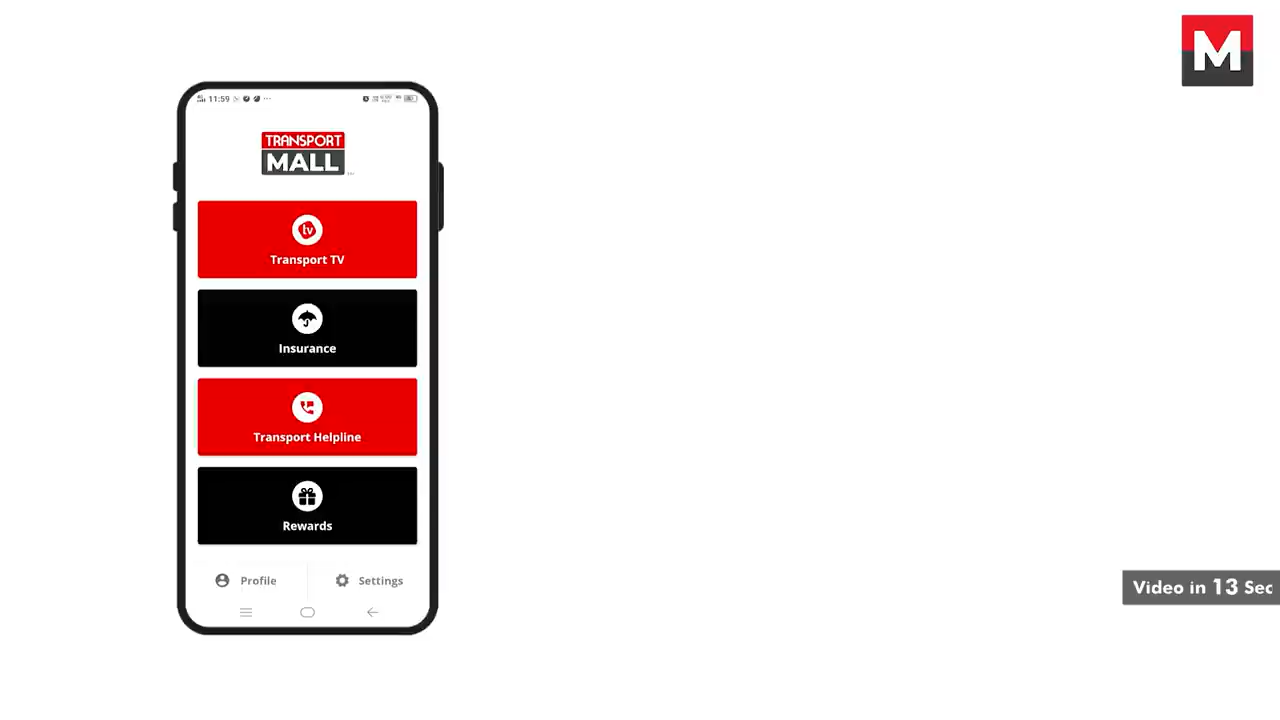 M
11:59
TRANSPORT
MALL
Transport TV
Insurance
Transport Helpline
Rewards
Profile
Settings
Video in 13 Sec